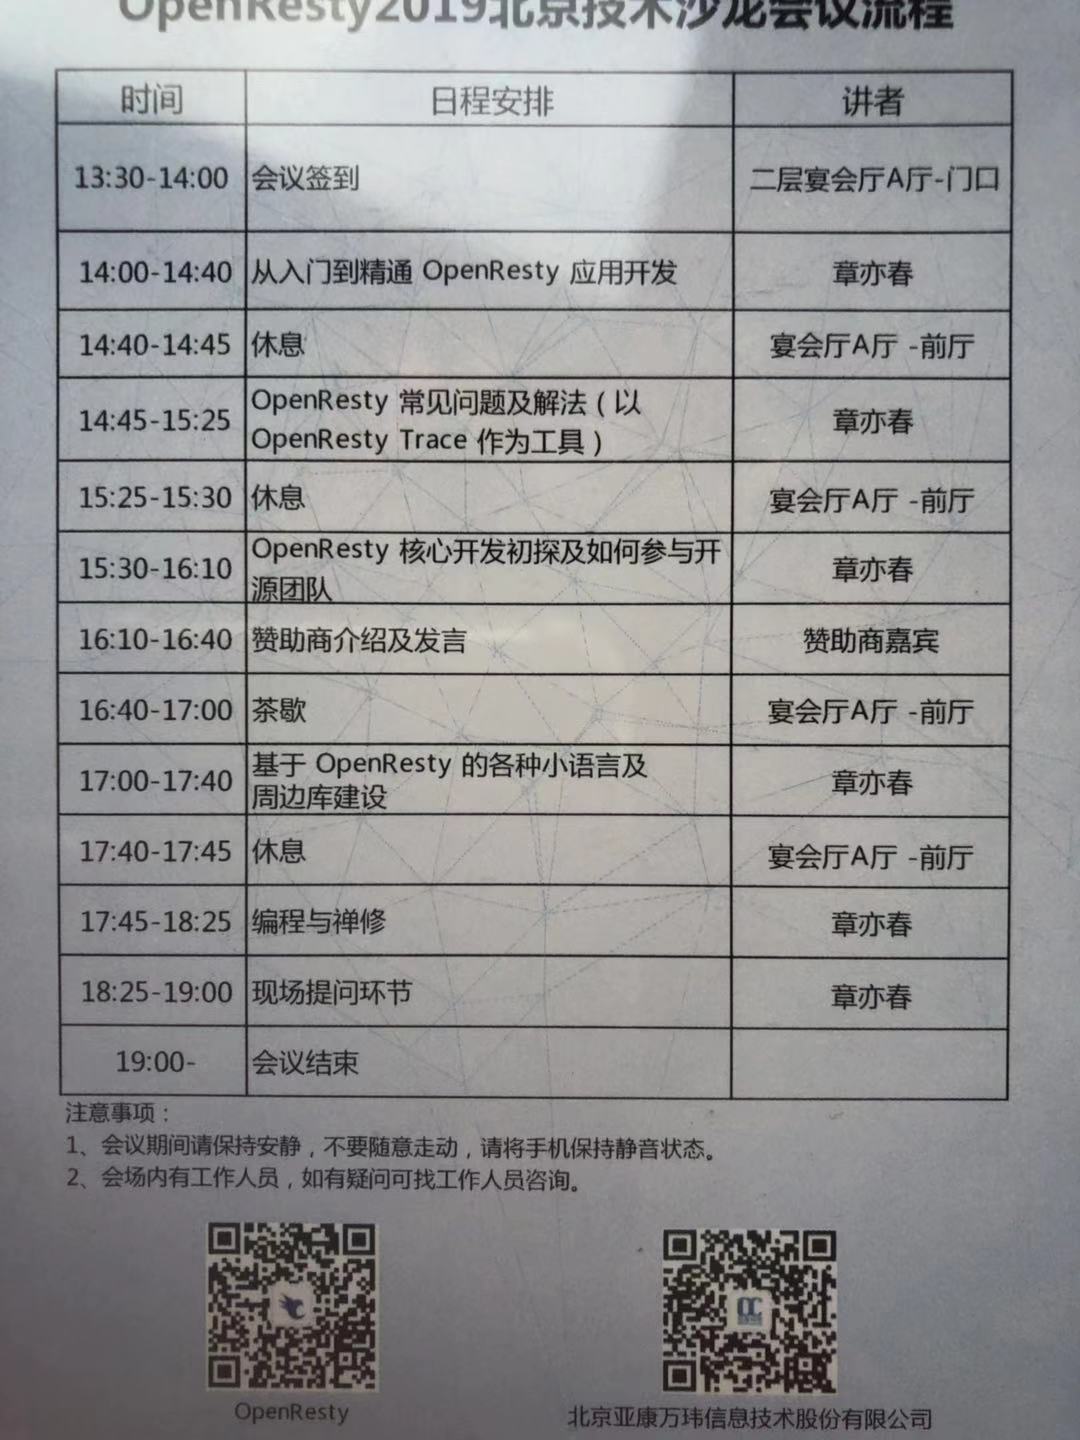 OpenResty2019北京技术沙龙会议流程
时间 日程安排 讲者
13:30-14:00 会议签到 二层宴会厅A厅-门口
14:00-14:40 从入门到精通 OpenResty 应用开发 章亦春
14:40-14:45 休息 宴会厅A厅 -前厅
14:45-15:25 OpenResty 常见问题及解法（以
OpenResty Trace 作为工具） 章亦春
15:25-15:30 休息 宴会厅A厅 -前厅
15:30-16:10 OpenResty 核心开发初探及如何参与开
源团队 章亦春
16:10-16:40 赞助商介绍及发言 赞助商嘉宾
16:40-17:00 茶歇 宴会厅A厅 -前厅
17:00-17:40 基于 OpenResty 的各种小语言及
周边库建设 章亦春
17:40-17:45 休息 宴会厅A厅 -前厅
17:45-18:25 编程与禅修 章亦春
18:25-19:00 现场提问环节 章亦春
19:00- 会议结束
注意事项：
1、会议期间请保持安静，不要随意走动，请将手机保持静音状态。
2、会场内有工作人员，如有疑问可找工作人员咨询。
OpenResty
北京亚康万玮信息技术股份有限公司